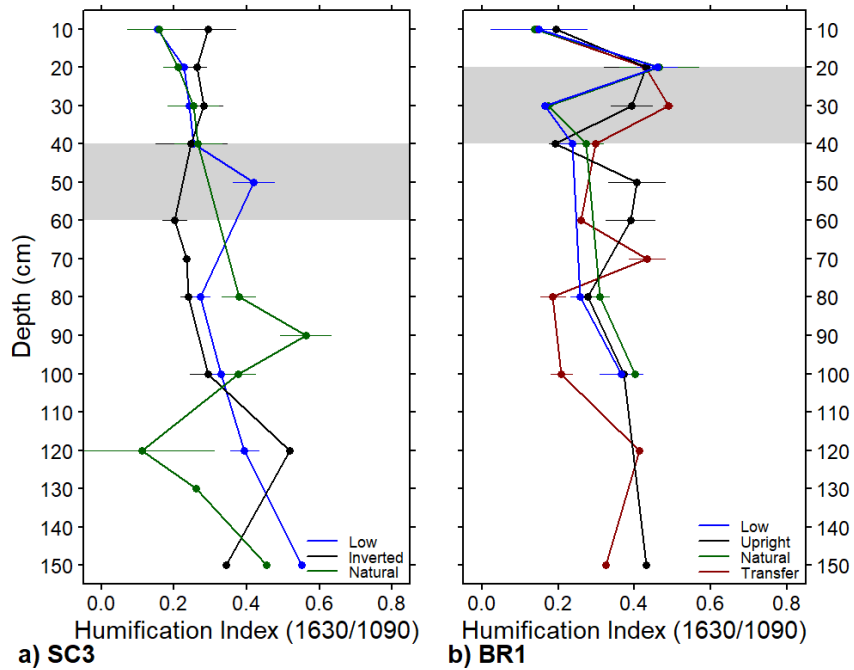 10
20
30
40
50
60
70
80
90
100
110
120
130
140
150
Depth (cm)
0.0 0.2 0.4 0.6 0.8
Humification Index (1630/1090)
Low
Inverted
Natural
a) SC3
0.0 0.2 0.4 0.6 0.8
Humification Index (1630/1090)
Low
Upright
Natural
Transfer
b) BR1
10
20
30
40
50
60
70
80
90
100
110
120
130
140
150